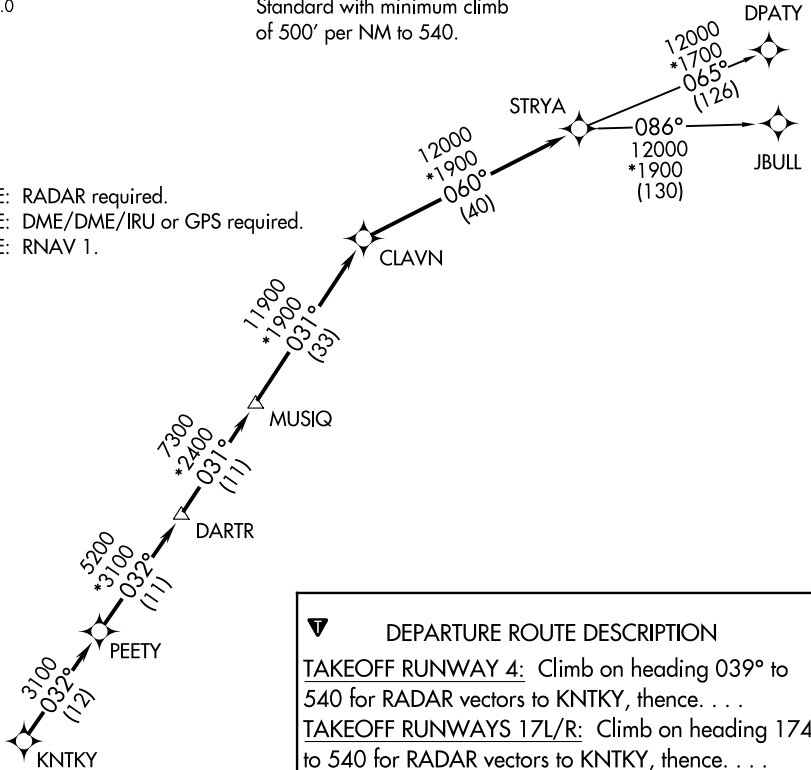 .0
Standard with minimum climb
of 500' per NM to 540.
DPATY
12000
*1700
065°
(126)
STRYA
086°
12000
*1900
(130)
JBULL
12000
*1900
060°
(40)
E: RADAR required.
E: DME/DME/IRU or GPS required.
E: RNAV 1.
CLAVN
11900
*1900
031°
(33)
MUSIQ
7300
*2400
031°
(11)
DARTR
5200
*3100
032°
(11)
PEETY
3100
032°
(12)
KNTKY
T
DEPARTURE ROUTE DESCRIPTION
TAKEOFF RUNWAY 4: Climb on heading 039° to
540 for RADAR vectors to KNTKY, thence. . . .
TAKEOFF RUNWAYS 17L/R: Climb on heading 174
to 540 for RADAR vectors to KNTKY, thence. . . .